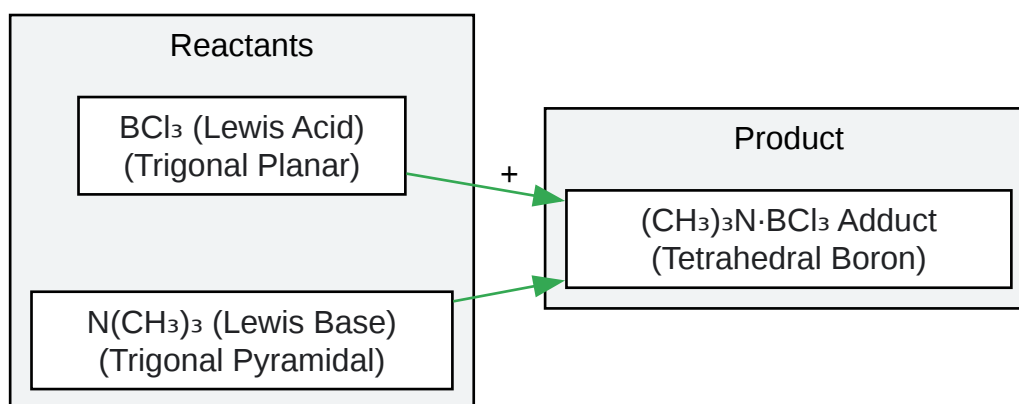 Reactants
BCl₃ (Lewis Acid)
(Trigonal Planar)
+
Product
(CH₃)₃N·BCl₃ Adduct
(Tetrahedral Boron)
N(CH₃)₃ (Lewis Base)
(Trigonal Pyramidal)